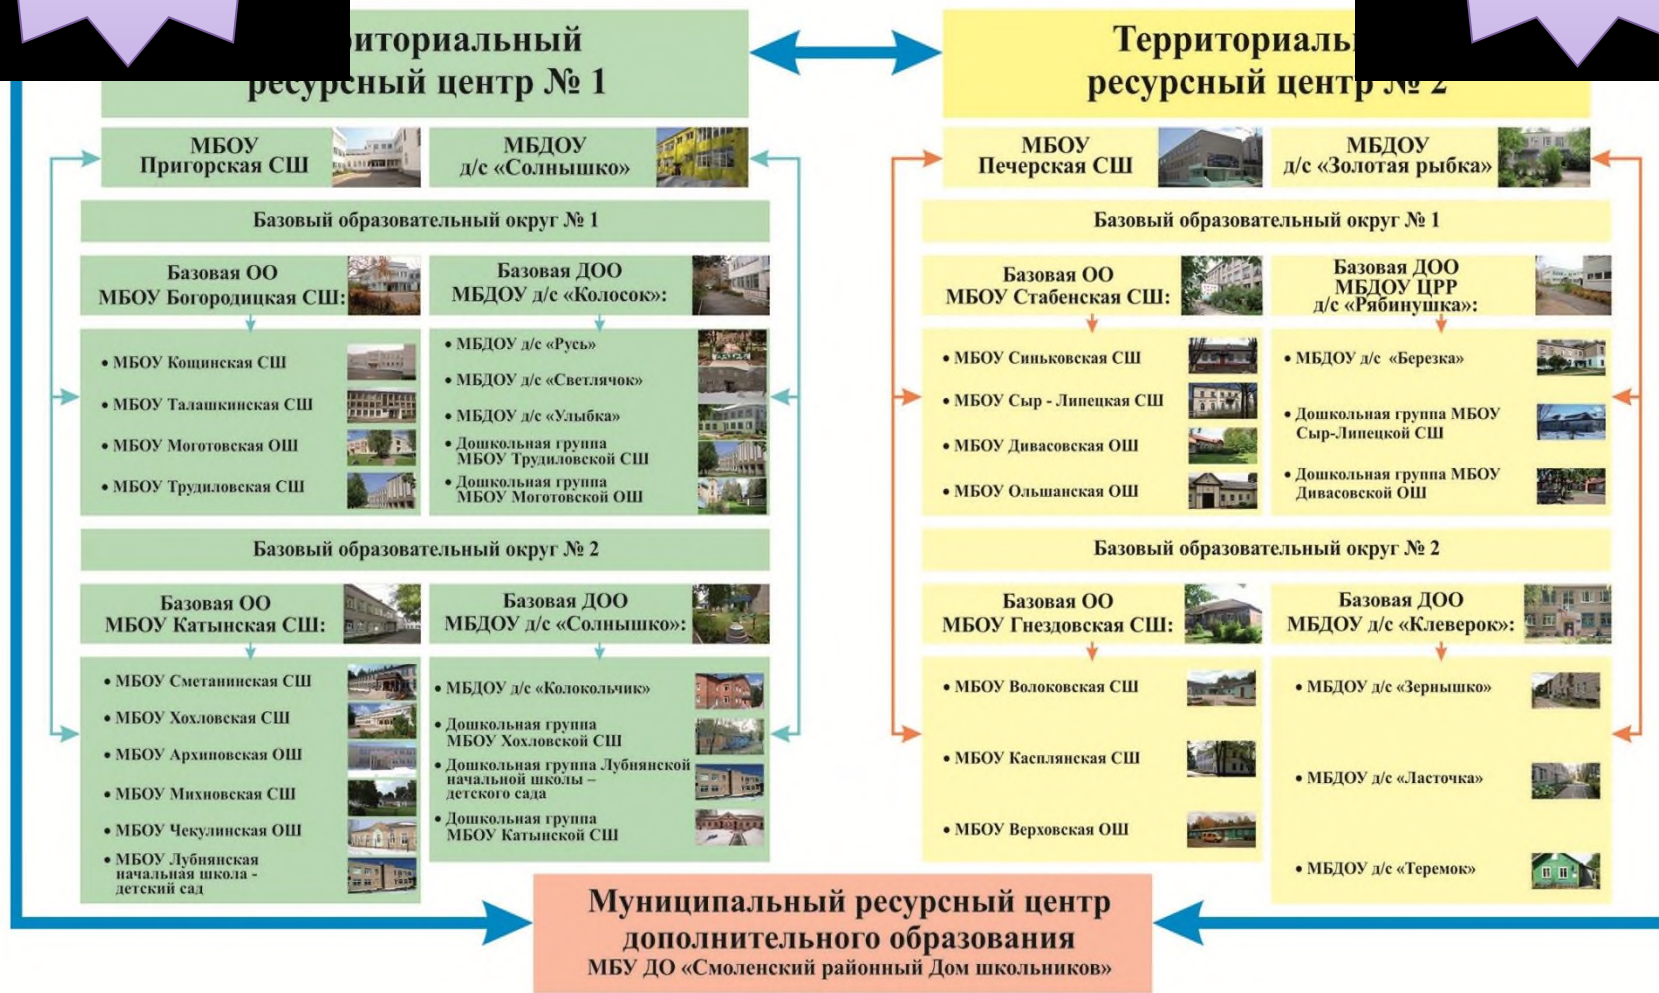 ресурсный центр № 1
МБОУ
Пригорская СШ
МБДОУ
д/с «Солнышко»
Базовый образовательный округ № 1
Базовая ОО
МБОУ Богородицкая СШ:
• МБОУ Кощинская СШ
• МБОУ Талашкинская СШ
• МБОУ Моготовская ОШ
• МБОУ Трудиловская СШ
Базовая ДОО
МБДОУ д/с «Колосок»:
• МБДОУ д/с «Русь»
• МБДОУ д/с «Светлячок»
• МБДОУ д/с «Улыбка»
• Дошкольная группа
МБОУ Трудиловской СШ
• Дошкольная группа
МБОУ Моготовской ОШ
Базовый образовательный округ № 2
Базовая ОО
МБОУ Катынская СШ:
• МБОУ Сметанинская СШ
• МБОУ Хохловская СШ
• МБОУ Архиповская ОШ
• МБОУ Михновская СШ
• МБОУ Чекулинская ОШ
• МБОУ Лубнянская
начальная школа -
детский сад
Базовая ДОО
МБДОУ д/с «Солнышко»:
• МБДОУ д/с «Колокольчик»
• Дошкольная группа
МБОУ Хохловской СШ
• Дошкольная группа Лубнянской
начальной школы –
детского сада
• Дошкольная группа
МБОУ Катынской СШ
ресурсный центр № 2
МБОУ
Печерская СШ
МБДОУ
д/с «Золотая рыбка»
Базовый образовательный округ № 1
Базовая ОО
МБОУ Стабенская СШ:
• МБОУ Синьковская СШ
• МБОУ Сыр - Липецкая СШ
• МБОУ Дивасовская ОШ
• МБОУ Ольшанская ОШ
Базовая ДОО
МБДОУ ЦРР
д/с «Рябинушка»:
• МБДОУ д/с «Березка»
• Дошкольная группа МБОУ
Сыр-Липецкой СШ
• Дошкольная группа МБОУ
Дивасовской ОШ
Базовый образовательный округ № 2
Базовая ОО
МБОУ Гнездовская СШ:
• МБОУ Волоковская СШ
• МБОУ Касплянская СШ
• МБОУ Верховская ОШ
Базовая ДОО
МБДОУ д/с «Клеверок»:
• МБДОУ д/с «Зернышко»
• МБДОУ д/с «Ласточка»
• МБДОУ д/с «Теремок»
Муниципальный ресурсный центр
дополнительного образования
МБУ ДО «Смоленский районный Дом школьников»